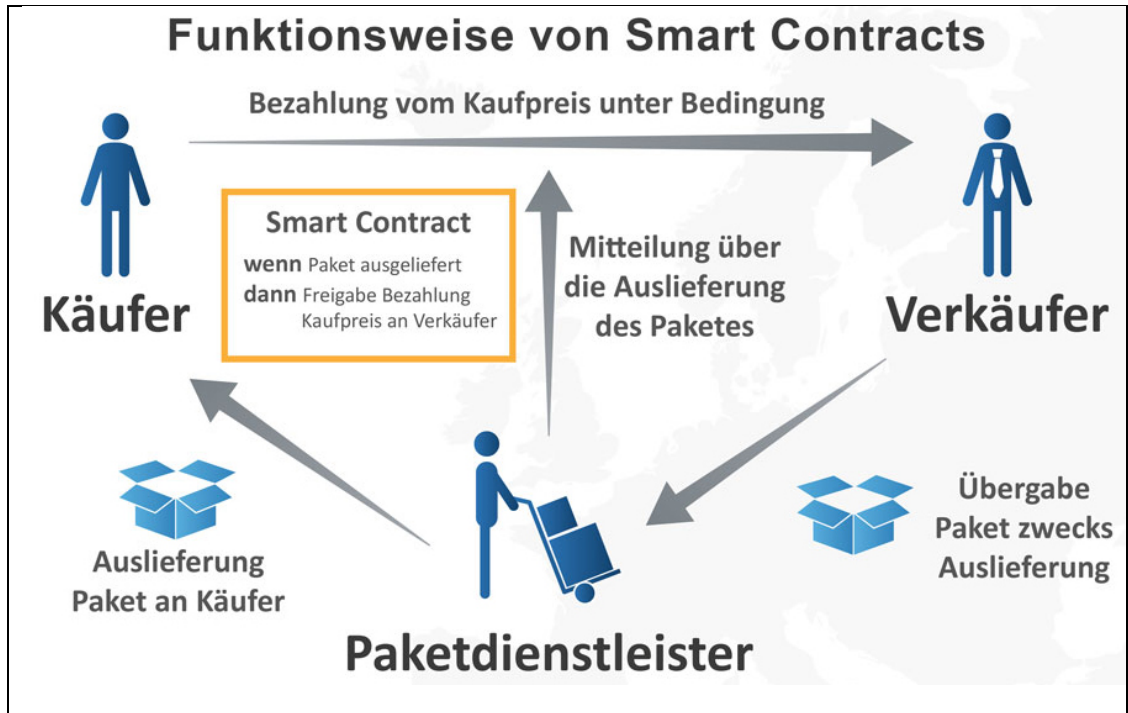 Funktionsweise von Smart Contracts
Bezahlung vom Kaufpreis unter Bedingung
Smart Contract
wenn Paket ausgeliefert
dann Freigabe Bezahlung
Kaufpreis an Verkäufer
Mitteilung über
die Auslieferung
des Paketes
Käufer
Verkäufer
Auslieferung
Paket an Käufer
Übergabe
Paket zwecks
Auslieferung
Paketdienstleister